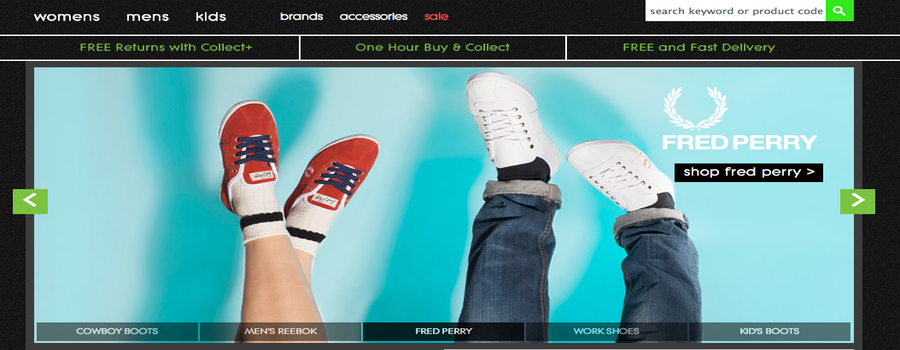 womens mens kids brands accessories sale search keyword or product code
FREE Returns with Collect+ One Hour Buy & Collect FREE and Fast Delivery
FRED PERRY
shop fred perry >
COWBOY BOOTS MEN'S REEBOK FRED PERRY WORK SHOES KID'S BOOTS